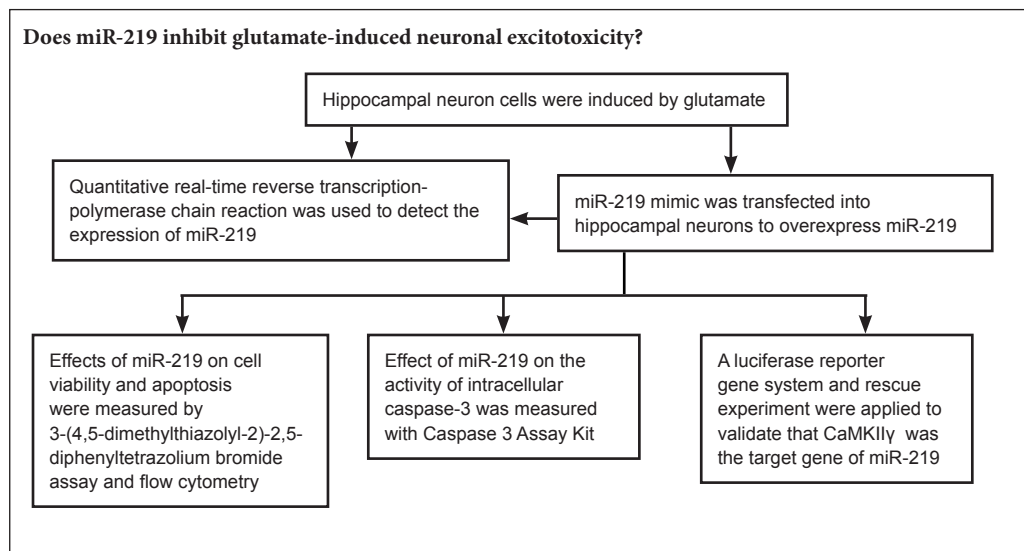 Does miR-219 inhibit glutamate-induced neuronal excitotoxicity?
Hippocampal neuron cells were induced by glutamate
Quantitative real-time reverse transcription-
polymerase chain reaction was used to detect the
expression of miR-219
miR-219 mimic was transfected into
hippocampal neurons to overexpress miR-219
Effects of miR-219 on cell
viability and apoptosis
were measured by
3-(4,5-dimethylthiazolyl-2)-2,5-
diphenyltetrazolium bromide
assay and flow cytometry
Effect of miR-219 on the
activity of intracellular
caspase-3 was measured
with Caspase 3 Assay Kit
A luciferase reporter
gene system and rescue
experiment were applied to
validate that CaMKIIγ was
the target gene of miR-219